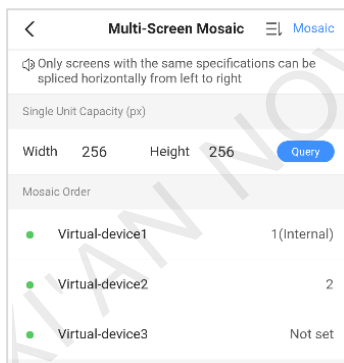 Multi-Screen Mosaic Mosaic
Only screens with the same specifications can be
spliced horizontally from left to right
Single Unit Capacity (px)
Width 256 Height 256 Query
Mosaic Order
Virtual-device1 1(Internal)
Virtual-device2 2
Virtual-device3 Not set
XIAN NOV